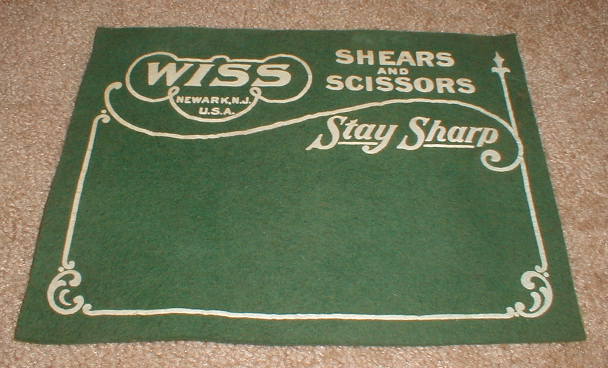 WISS
NEWARK, N.J.
U.S.A.
SHEARS
AND
SCISSORS
Stay Sharp